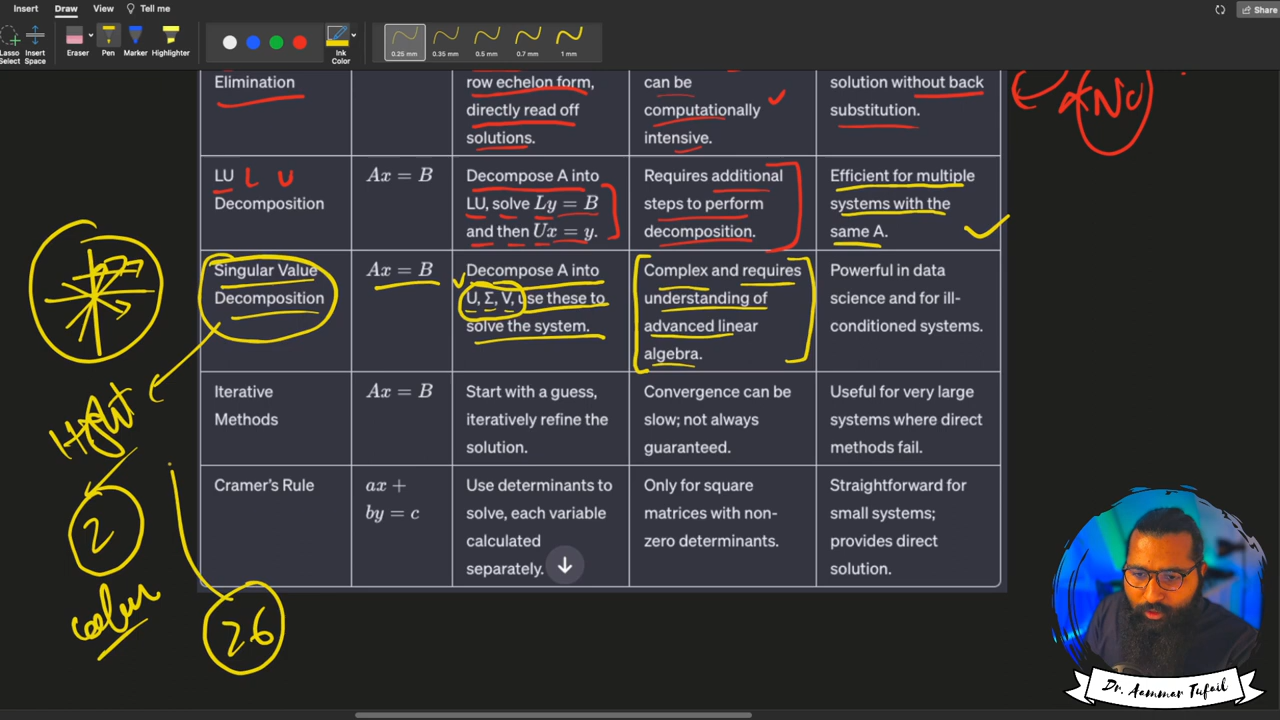 Insert Draw View Tell me
Share
Lasso Select
Insert Space
Eraser
Pen
Marker
Highlighter
Ink Color
0.25 mm
0.35 mm
0.5 mm
0.7 mm
1 mm
Elimination
row echelon form,
directly read off
solutions.
can be
computationally
intensive.
solution without back
substitution.
LU L U
Decomposition
Ax = B
Decompose A into
LU, solve Ly = B
and then Ux = y.
Requires additional
steps to perform
decomposition.
Efficient for multiple
systems with the
same A.
Singular Value
Decomposition
Ax = B
Decompose A into
U, Σ, V, use these to
solve the system.
Complex and requires
understanding of
advanced linear
algebra.
Powerful in data
science and for ill-
conditioned systems.
Iterative
Methods
Ax = B
Start with a guess,
iteratively refine the
solution.
Convergence can be
slow; not always
guaranteed.
Useful for very large
systems where direct
methods fail.
Cramer's Rule
ax +
by = c
Use determinants to
solve, each variable
calculated
separately.
Only for square
matrices with non-
zero determinants.
Straightforward for
small systems;
provides direct
solution.
2
26
Dr. Aammar Tufail